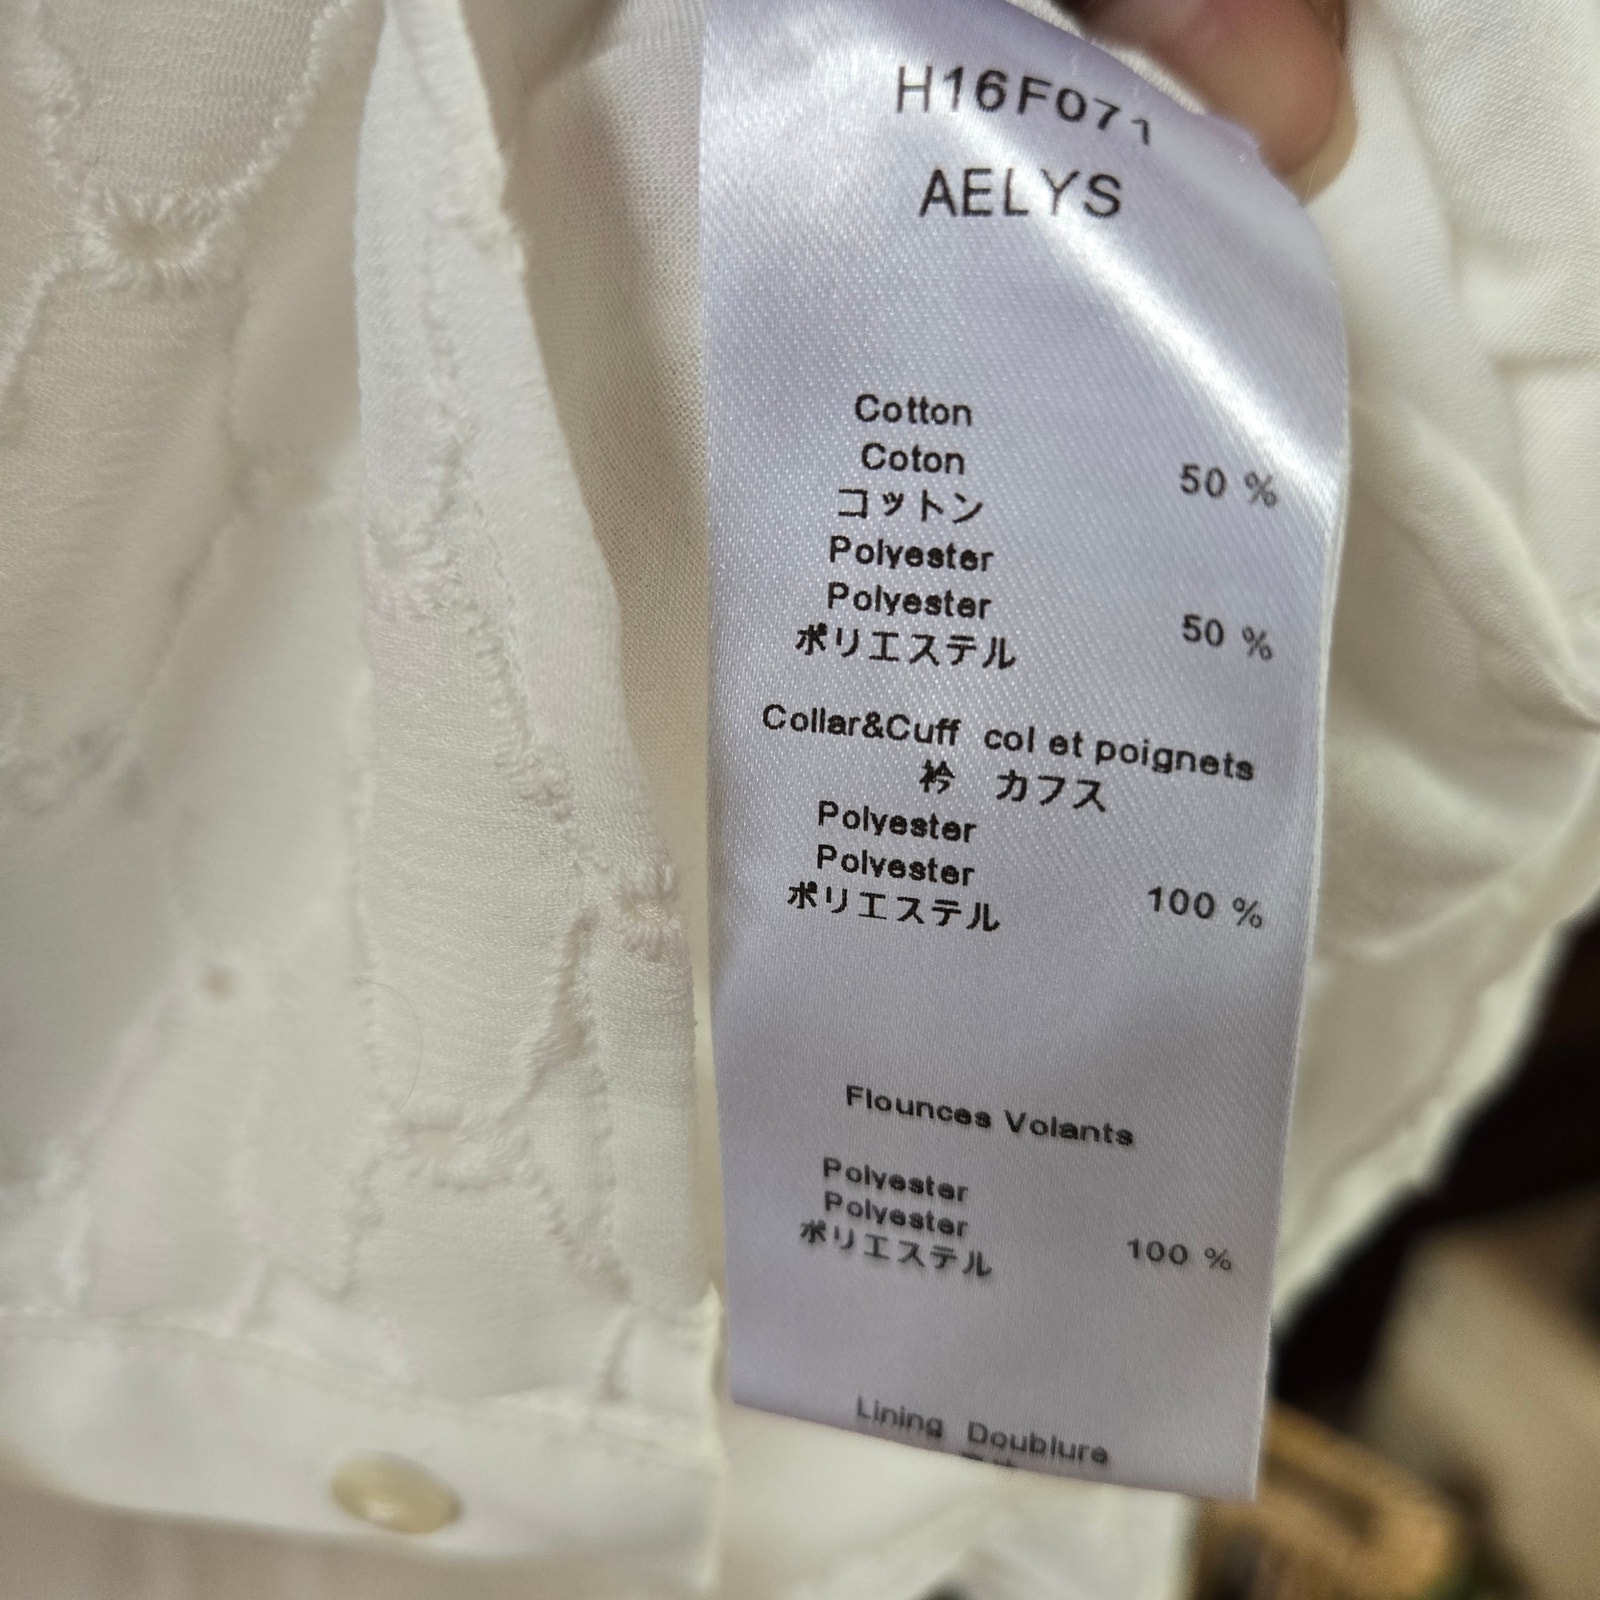 H16F071
AELYS
Cotton
Coton
コットン
50 %
Polyester
Polyester
ポリエステル
50 %
Collar&Cuff col et poignets
衿 カフス
Polyester
Polyester
ポリエステル
100 %
Flounces Volants
Polyester
Polyester
ポリエステル
100 %
Lining Doublure